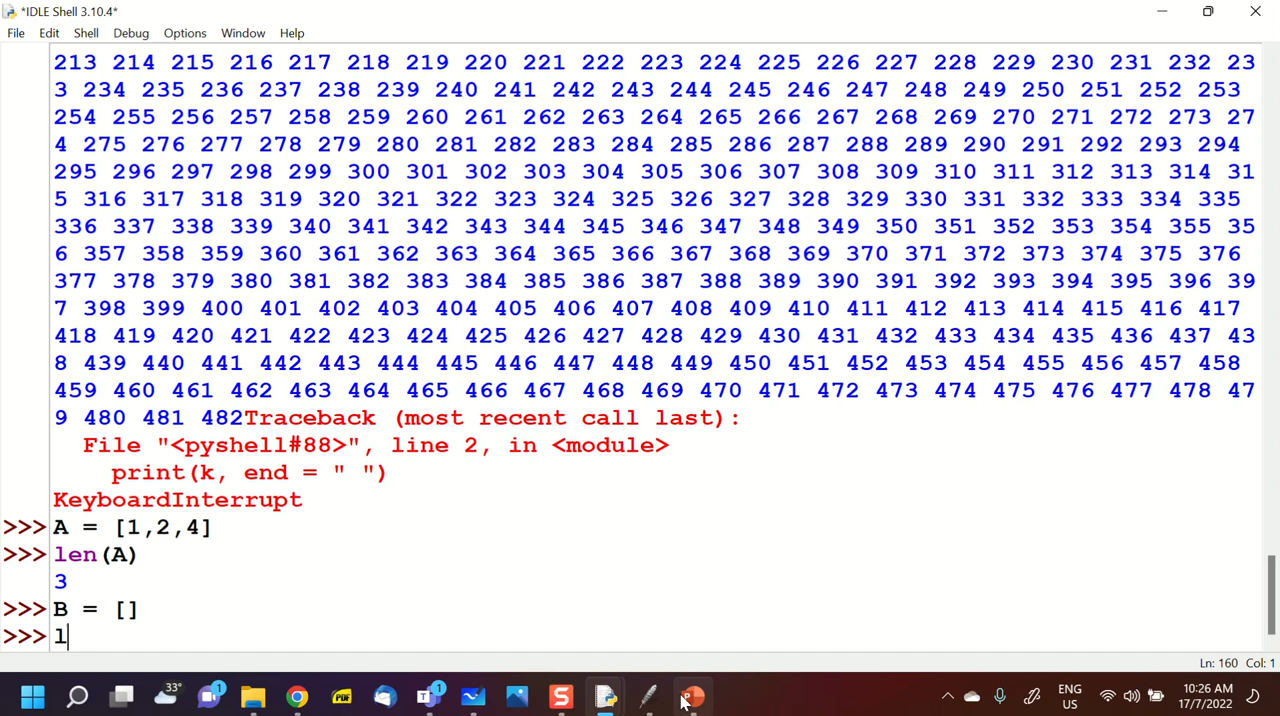 *IDLE Shell 3.10.4*
File Edit Shell Debug Options Window Help
213 214 215 216 217 218 219 220 221 222 223 224 225 226 227 228 229 230 231 232 23
3 234 235 236 237 238 239 240 241 242 243 244 245 246 247 248 249 250 251 252 253
254 255 256 257 258 259 260 261 262 263 264 265 266 267 268 269 270 271 272 273 27
4 275 276 277 278 279 280 281 282 283 284 285 286 287 288 289 290 291 292 293 294
295 296 297 298 299 300 301 302 303 304 305 306 307 308 309 310 311 312 313 314 31
5 316 317 318 319 320 321 322 323 324 325 326 327 328 329 330 331 332 333 334 335
336 337 338 339 340 341 342 343 344 345 346 347 348 349 350 351 352 353 354 355 35
6 357 358 359 360 361 362 363 364 365 366 367 368 369 370 371 372 373 374 375 376
377 378 379 380 381 382 383 384 385 386 387 388 389 390 391 392 393 394 395 396 39
7 398 399 400 401 402 403 404 405 406 407 408 409 410 411 412 413 414 415 416 417
418 419 420 421 422 423 424 425 426 427 428 429 430 431 432 433 434 435 436 437 43
8 439 440 441 442 443 444 445 446 447 448 449 450 451 452 453 454 455 456 457 458
459 460 461 462 463 464 465 466 467 468 469 470 471 472 473 474 475 476 477 478 47
9 480 481 482Traceback (most recent call last):
  File "<pyshell#88>", line 2, in <module>
    print(k, end = " ")
KeyboardInterrupt
>>> A = [1,2,4]
>>> len(A)
3
>>> B = []
>>> l
Ln: 160 Col: 1
33°
1
PDF
T 1
S
P
ENG
US
10:26 AM
17/7/2022